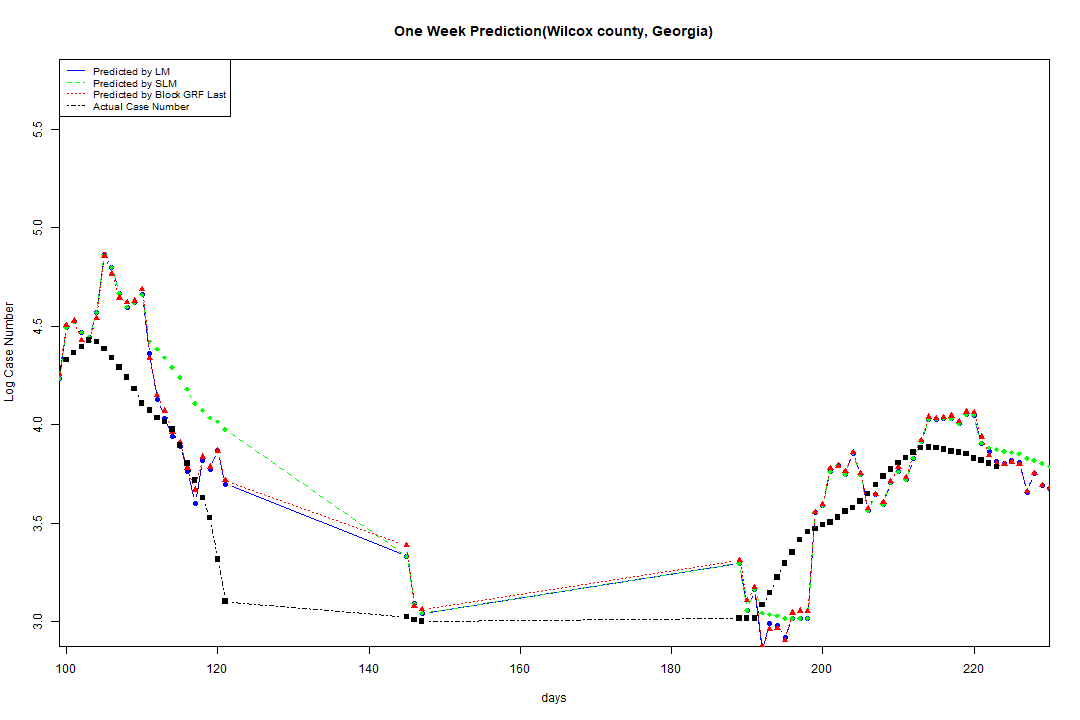 One Week Prediction(Wilcox county, Georgia)
Predicted by LM
Predicted by SLM
Predicted by Block GRF Last
Actual Case Number
Log Case Number
5.5
5.0
4.5
4.0
3.5
3.0
100 120 140 160 180 200 220
days